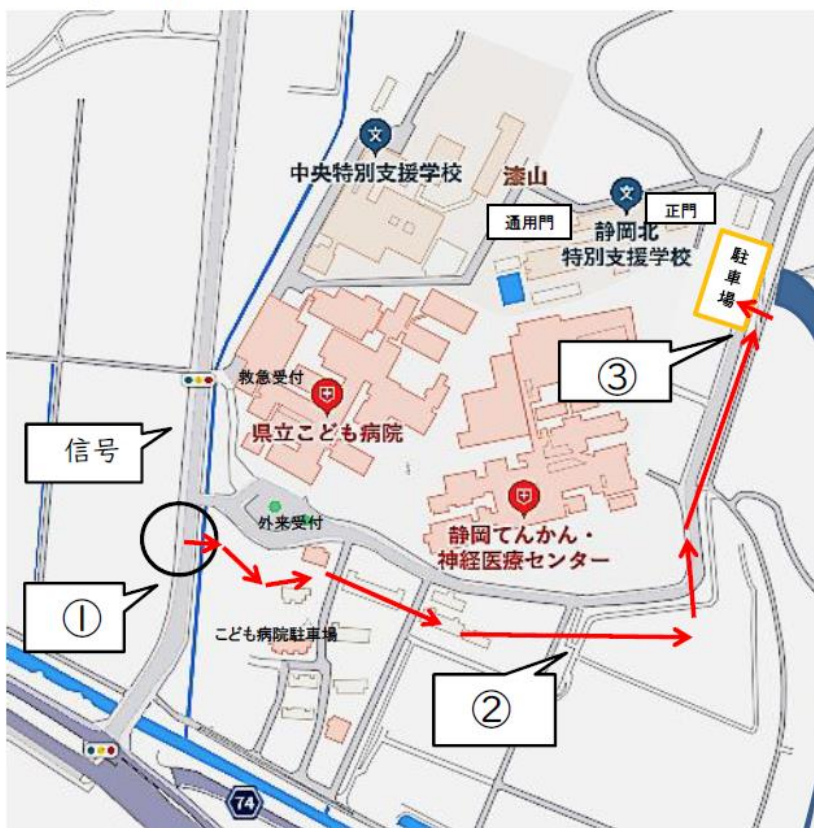 中央特別支援学校
漆山
通用門
正門
静岡北
特別支援学校
駐車場
③
救急受付
県立こども病院
信号
外来受付
静岡てんかん・
神経医療センター
①
こども病院駐車場
②
74